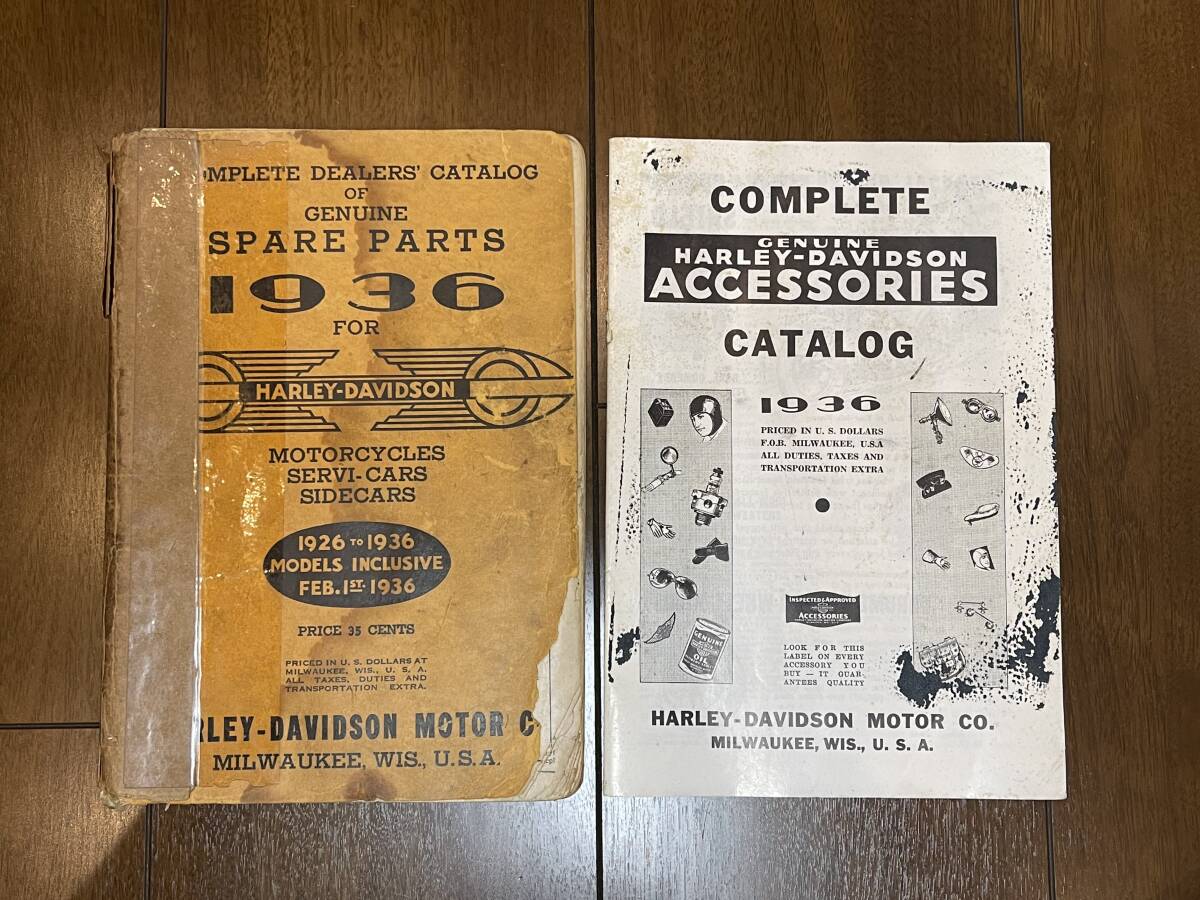 OMPLETE DEALERS' CATALOG
OF
GENUINE
SPARE PARTS
1936
FOR
HARLEY-DAVIDSON
MOTORCYCLES
SERVI-CARS
SIDECARS
1926 TO 1936
MODELS INCLUSIVE
FEB. 1ST. 1936
PRICE 35 CENTS
PRICED IN U. S. DOLLARS AT
MILWAUKEE, WIS., U. S. A.
ALL TAXES, DUTIES AND
TRANSPORTATION EXTRA.
RLEY-DAVIDSON MOTOR C
MILWAUKEE, WIS., U.S.A.
COMPLETE
GENUINE
HARLEY-DAVIDSON
ACCESSORIES
CATALOG
1936
PRICED IN U. S. DOLLARS
F.O.B. MILWAUKEE, U.S.A
ALL DUTIES, TAXES AND
TRANSPORTATION EXTRA
INSPECTED & APPROVED
ACCESSORIES
LOOK FOR THIS
LABEL ON EVERY
ACCESSORY YOU
BUY — IT GUAR-
ANTEES QUALITY
GENUINE
OIL
HARLEY-DAVIDSON MOTOR CO.
MILWAUKEE, WIS., U. S. A.